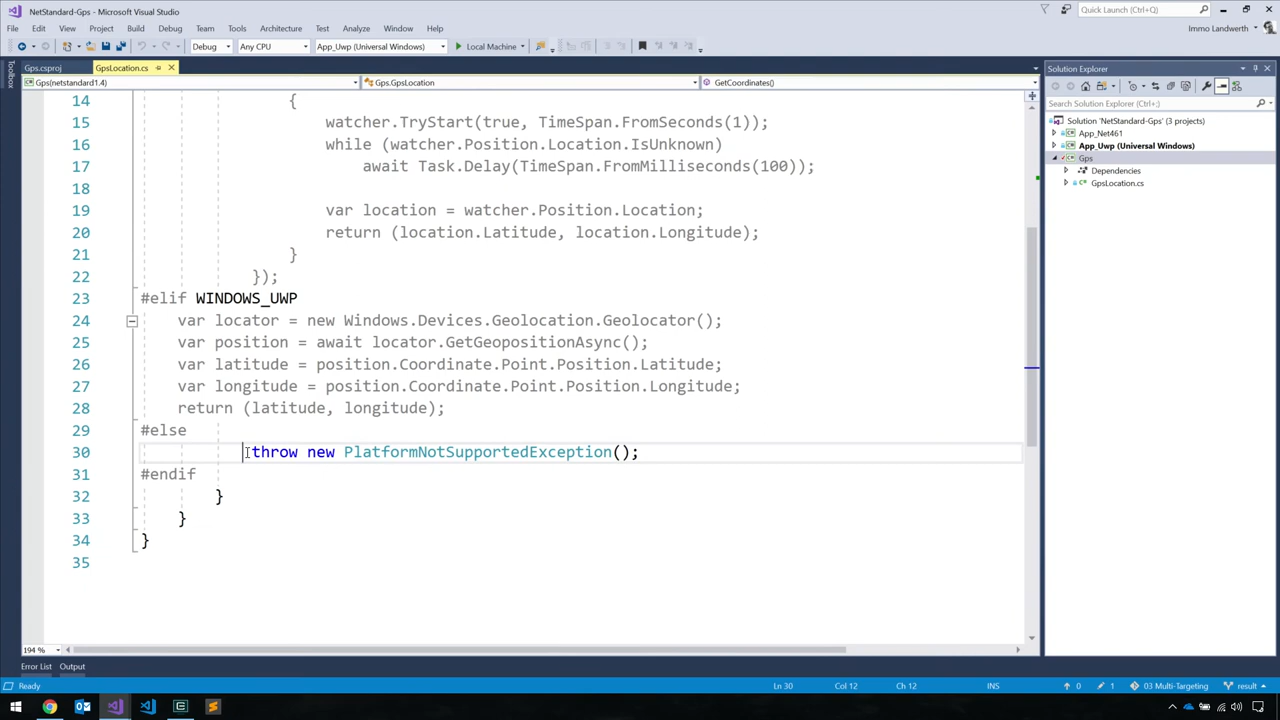 NetStandard-Gps - Microsoft Visual Studio
Quick Launch (Ctrl+Q)
File Edit View Project Build Debug Team Tools Architecture Test Analyze Window Help
Immo Landwerth
Debug Any CPU App_Uwp (Universal Windows) Local Machine
Toolbox
Gps.csproj GpsLocation.cs
Gps(netstandard1.4) Gps.GpsLocation GetCoordinates()
14 {
15 watcher.TryStart(true, TimeSpan.FromSeconds(1));
16 while (watcher.Position.Location.IsUnknown)
17 await Task.Delay(TimeSpan.FromMilliseconds(100));
18
19 var location = watcher.Position.Location;
20 return (location.Latitude, location.Longitude);
21 }
22 });
23 #elif WINDOWS_UWP
24 var locator = new Windows.Devices.Geolocation.Geolocator();
25 var position = await locator.GetGeopositionAsync();
26 var latitude = position.Coordinate.Point.Position.Latitude;
27 var longitude = position.Coordinate.Point.Position.Longitude;
28 return (latitude, longitude);
29 #else
30 throw new PlatformNotSupportedException();
31 #endif
32 }
33 }
34 }
35
194 %
Solution Explorer
Search Solution Explorer (Ctrl+;)
Solution 'NetStandard-Gps' (3 projects)
App_Net461
App_Uwp (Universal Windows)
Gps
Dependencies
GpsLocation.cs
Error List Output
Ready Ln 30 Col 12 Ch 12 INS 0 1 03 Multi-Targeting result